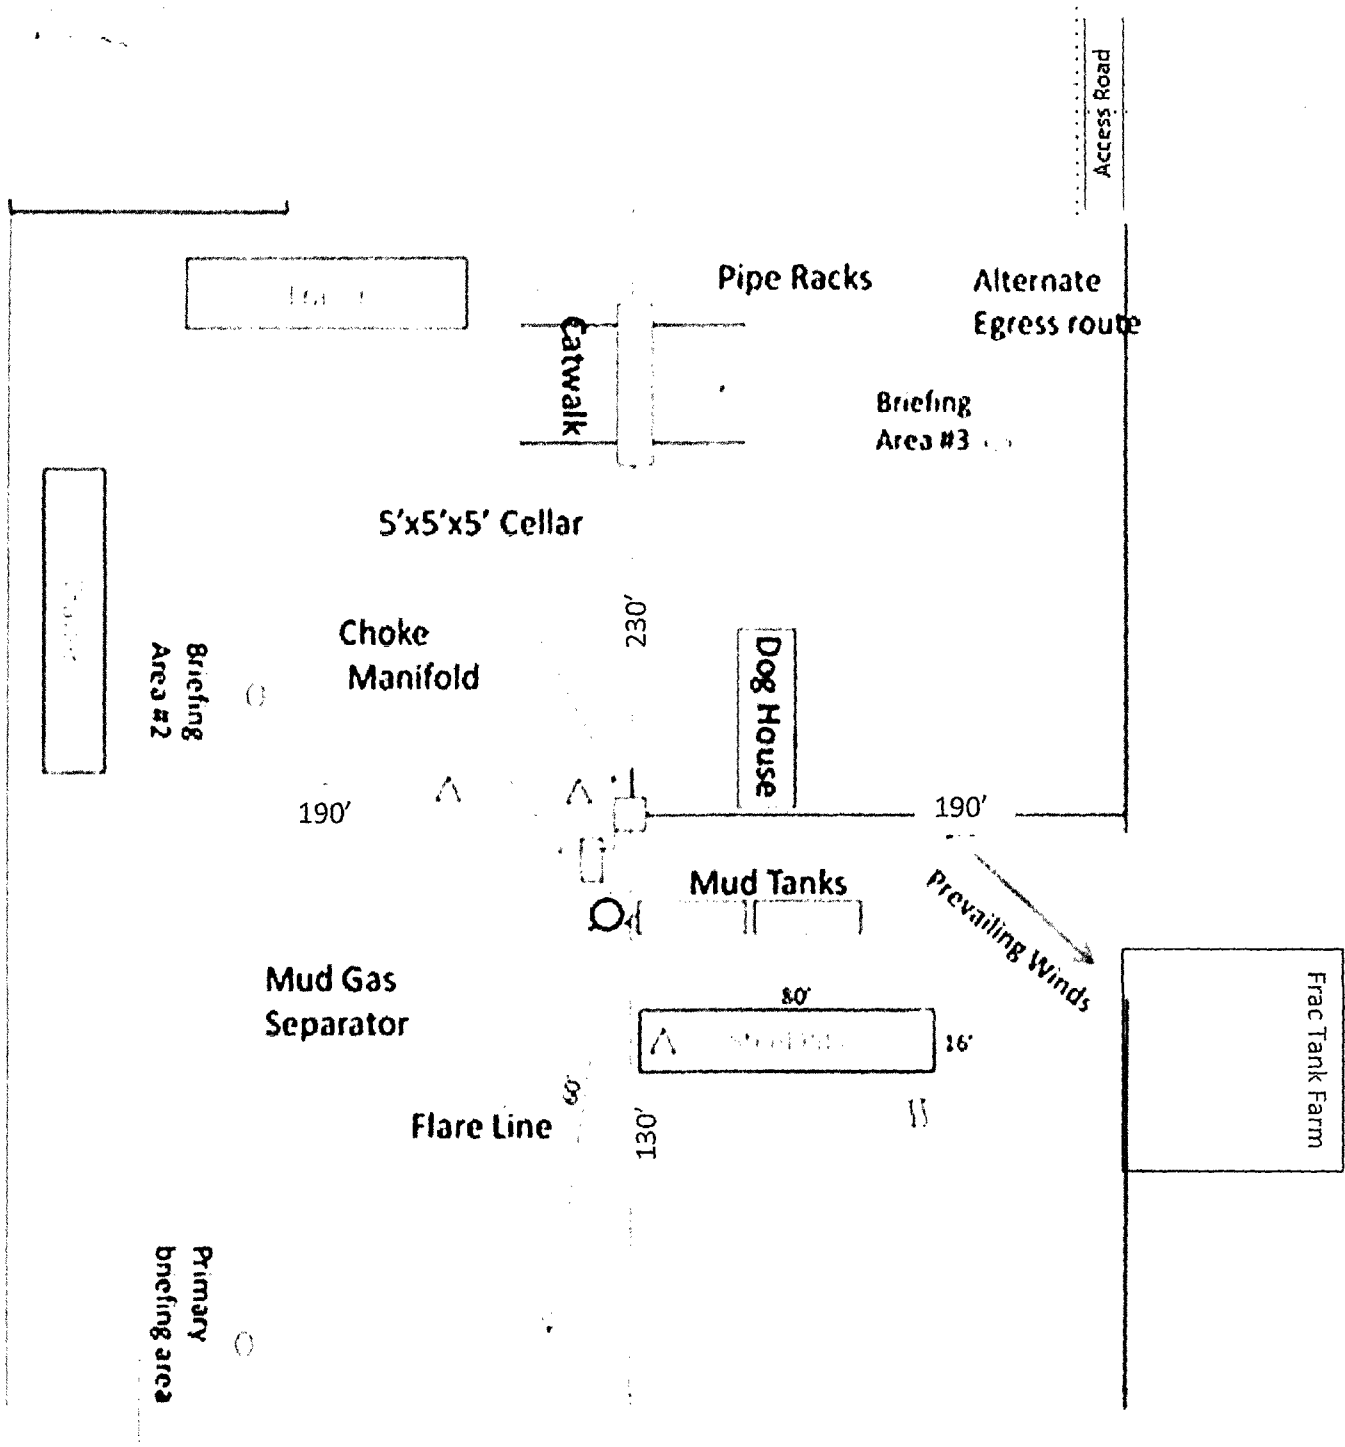 Access Road
Pipe Racks
Alternate
Egress route
Catwalk
Briefing
Area #3
5'x5'x5' Cellar
230'
Choke
Manifold
Dog House
Briefing
Area #2
190'
190'
Mud Tanks
Prevailing Winds
Mud Gas
Separator
80'
16'
Frac Tank Farm
60'
Flare Line
130'
Primary
briefing area